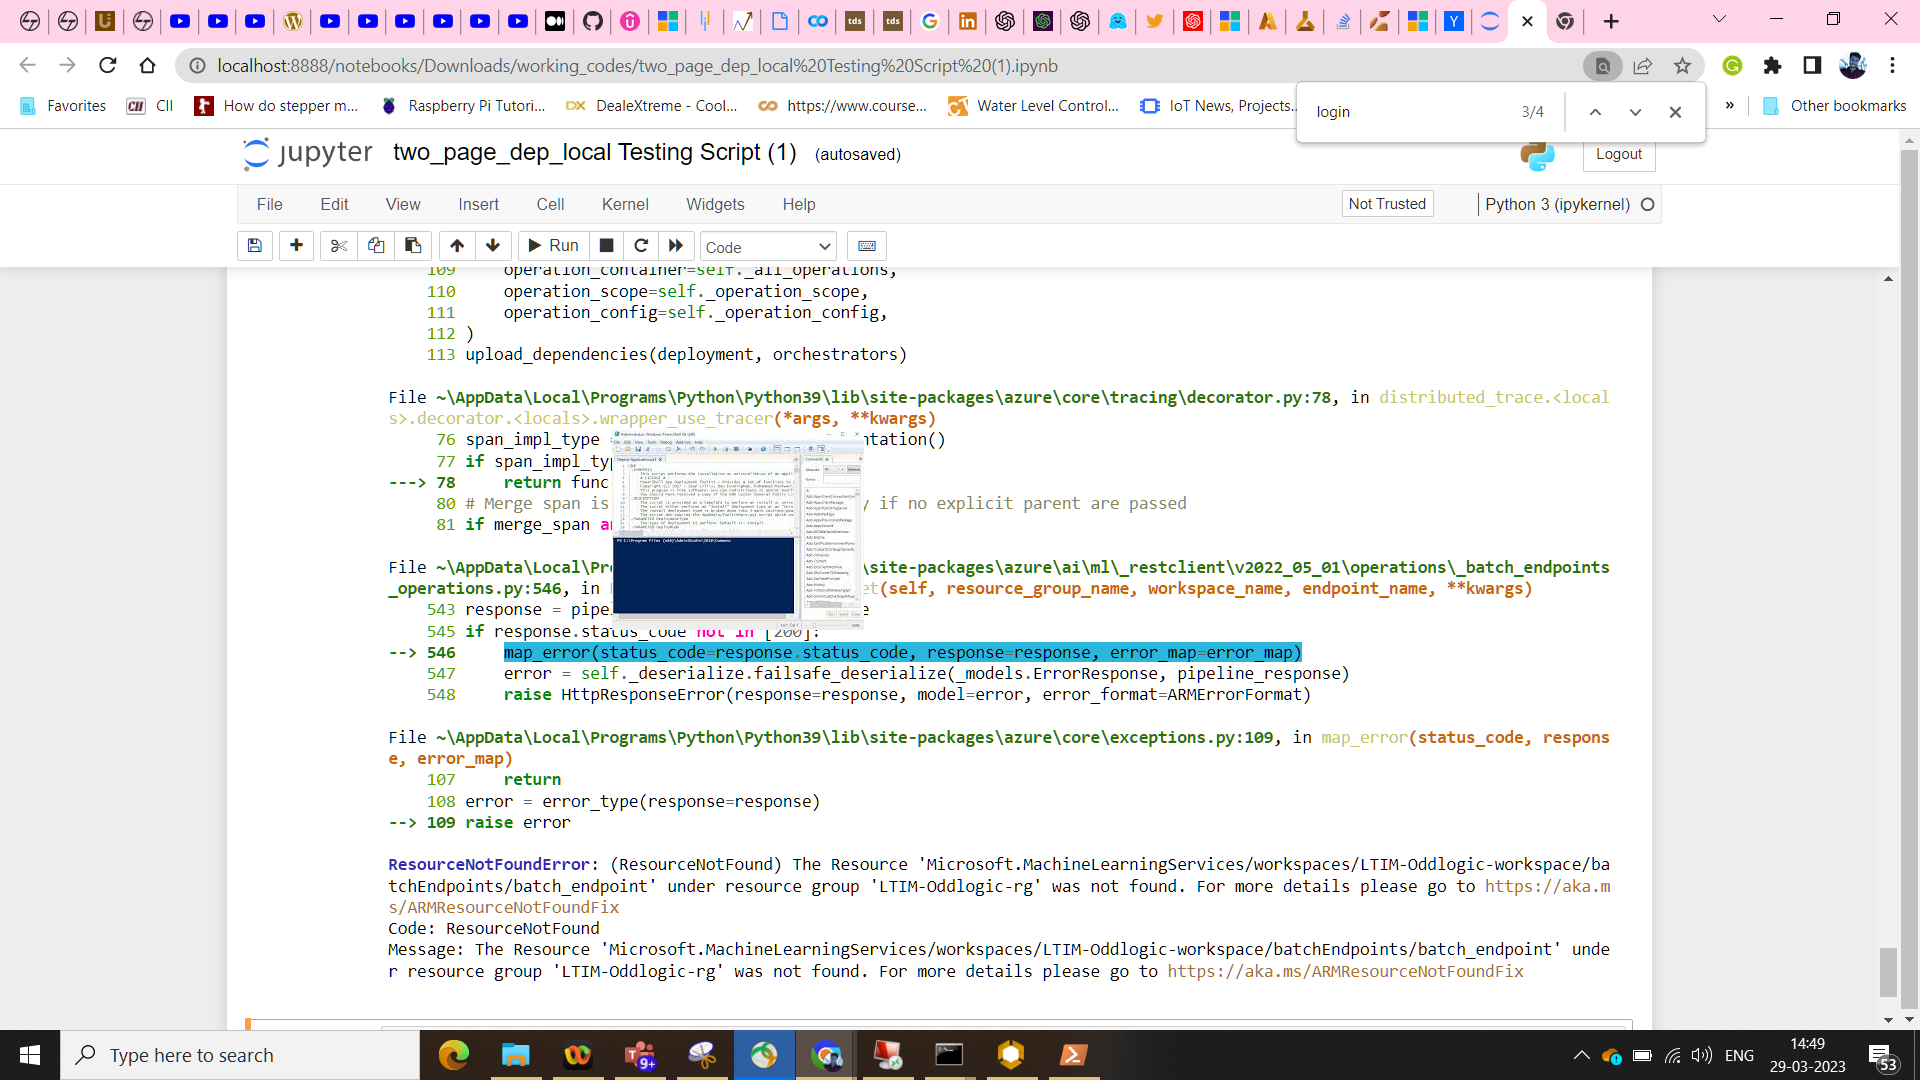 localhost:8888/notebooks/Downloads/working_codes/two_page_dep_local%20Testing%20Script%20(1).ipynb
Favorites CII How do stepper m... Raspberry Pi Tutori... DealeXtreme - Cool... https://www.course... Water Level Control... IoT News, Projects... » Other bookmarks
login 3/4
jupyter two_page_dep_local Testing Script (1) (autosaved) Logout
File Edit View Insert Cell Kernel Widgets Help Not Trusted Python 3 (ipykernel)
Run Code
109 operation_container=self._all_operations,
110 operation_scope=self._operation_scope,
111 operation_config=self._operation_config,
112 )
113 upload_dependencies(deployment, orchestrators)
File ~\AppData\Local\Programs\Python\Python39\lib\site-packages\azure\core\tracing\decorator.py:78, in distributed_trace.<local
s>.decorator.<locals>.wrapper_use_tracer(*args, **kwargs)
76 span_impl_type ntation()
77 if span_impl_ty
---> 78 return func
80 # Merge span is y if no explicit parent are passed
81 if merge_span a
File ~\AppData\Local\Pr \site-packages\azure\ai\ml\_restclient\v2022_05_01\operations\_batch_endpoints
_operations.py:546, in et(self, resource_group_name, workspace_name, endpoint_name, **kwargs)
543 response = pipe e
545 if response.status_code not in [200]:
--> 546 map_error(status_code=response.status_code, response=response, error_map=error_map)
547 error = self._deserialize.failsafe_deserialize(_models.ErrorResponse, pipeline_response)
548 raise HttpResponseError(response=response, model=error, error_format=ARMErrorFormat)
File ~\AppData\Local\Programs\Python\Python39\lib\site-packages\azure\core\exceptions.py:109, in map_error(status_code, respons
e, error_map)
107 return
108 error = error_type(response=response)
--> 109 raise error
ResourceNotFoundError: (ResourceNotFound) The Resource 'Microsoft.MachineLearningServices/workspaces/LTIM-Oddlogic-workspace/ba
tchEndpoints/batch_endpoint' under resource group 'LTIM-Oddlogic-rg' was not found. For more details please go to https://aka.m
s/ARMResourceNotFoundFix
Code: ResourceNotFound
Message: The Resource 'Microsoft.MachineLearningServices/workspaces/LTIM-Oddlogic-workspace/batchEndpoints/batch_endpoint' unde
r resource group 'LTIM-Oddlogic-rg' was not found. For more details please go to https://aka.ms/ARMResourceNotFoundFix
Type here to search
ENG 14:49
29-03-2023
53